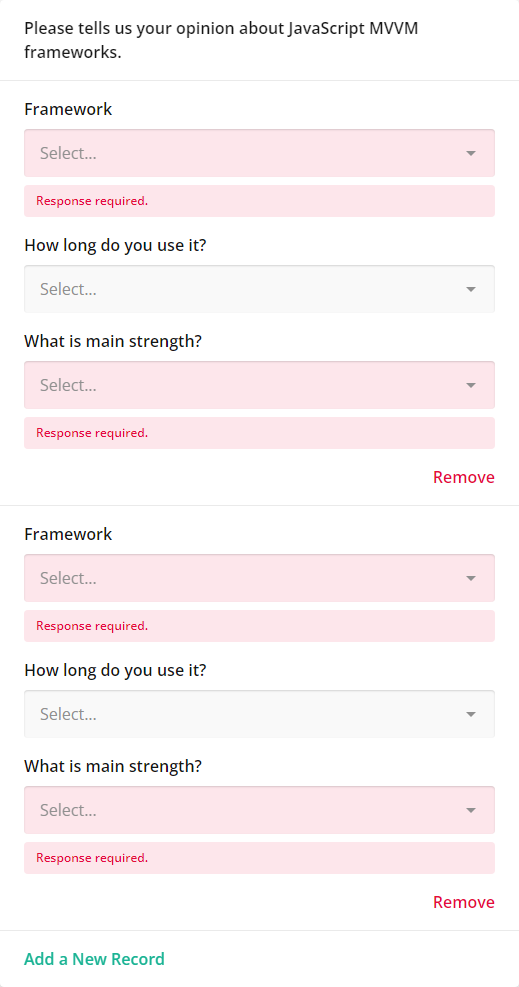 Please tells us your opinion about JavaScript MVVM
frameworks.
Framework
Select...
Response required.
How long do you use it?
Select...
What is main strength?
Select...
Response required.
Remove
Framework
Select...
Response required.
How long do you use it?
Select...
What is main strength?
Select...
Response required.
Remove
Add a New Record